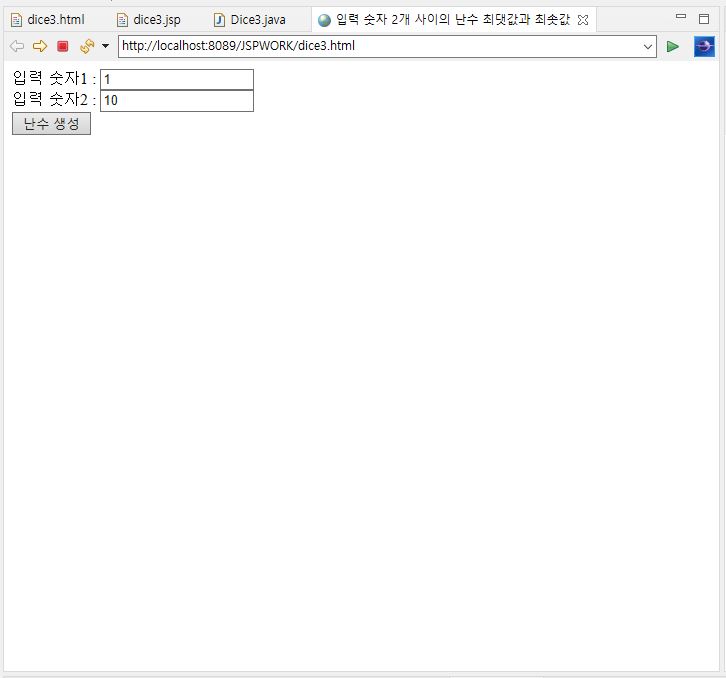 dice3.html dice3.jsp Dice3.java 입력 숫자 2개 사이의 난수 최댓값과 최솟값
http://localhost:8089/JSPWORK/dice3.html
입력 숫자1 : 1
입력 숫자2 : 10
난수 생성